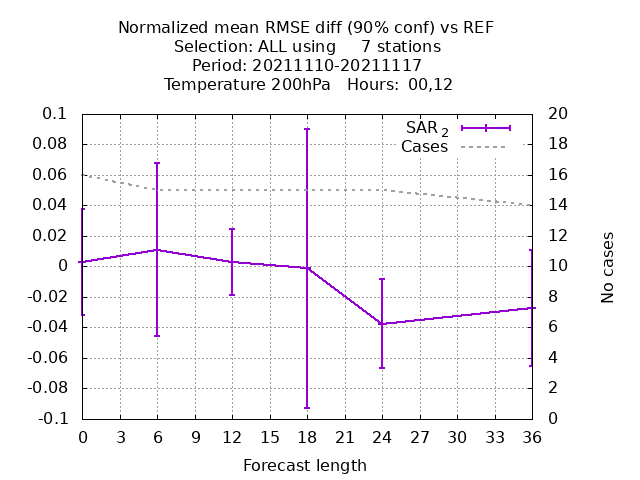 Normalized mean RMSE diff (90% conf) vs REF
Selection: ALL using     7 stations
Period: 20211110-20211117
Temperature 200hPa   Hours:  00,12
0.1
0.08
0.06
0.04
0.02
0
-0.02
-0.04
-0.06
-0.08
-0.1
SAR 2
Cases
20
18
16
14
12
10
8
6
4
2
0
No cases
0 3 6 9 12 15 18 21 24 27 30 33 36
Forecast length